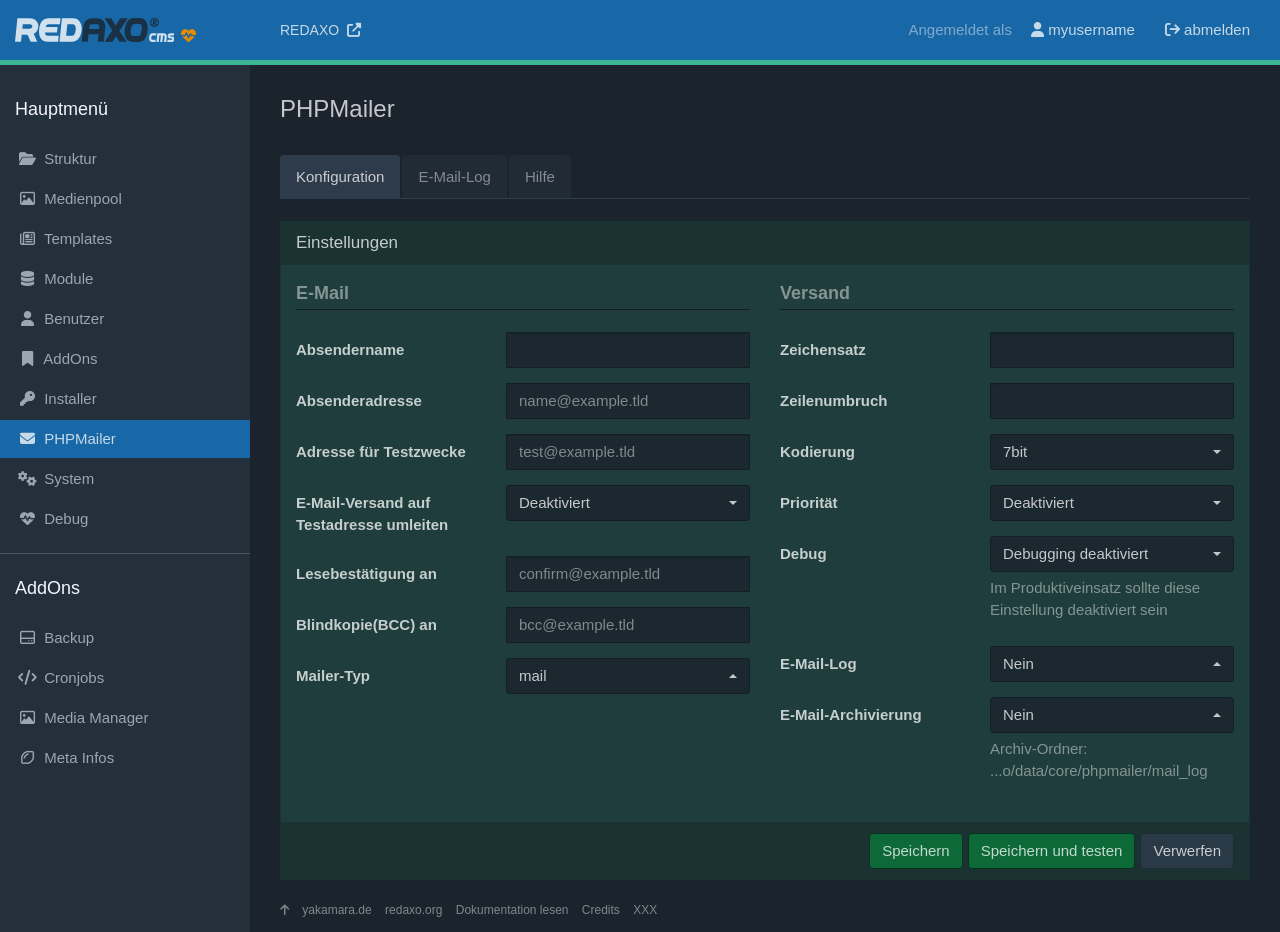 REDAXO® cms
REDAXO
Angemeldet als myusername abmelden
Hauptmenü
Struktur
Medienpool
Templates
Module
Benutzer
AddOns
Installer
PHPMailer
System
Debug
AddOns
Backup
Cronjobs
Media Manager
Meta Infos
PHPMailer
Konfiguration E-Mail-Log Hilfe
Einstellungen
E-Mail
Absendername
Absenderadresse name@example.tld
Adresse für Testzwecke test@example.tld
E-Mail-Versand auf Deaktiviert
Testadresse umleiten
Lesebestätigung an confirm@example.tld
Blindkopie(BCC) an bcc@example.tld
Mailer-Typ mail
Versand
Zeichensatz
Zeilenumbruch
Kodierung 7bit
Priorität Deaktiviert
Debug Debugging deaktiviert
Im Produktiveinsatz sollte diese
Einstellung deaktiviert sein
E-Mail-Log Nein
E-Mail-Archivierung Nein
Archiv-Ordner:
...o/data/core/phpmailer/mail_log
Speichern Speichern und testen Verwerfen
yakamara.de redaxo.org Dokumentation lesen Credits XXX